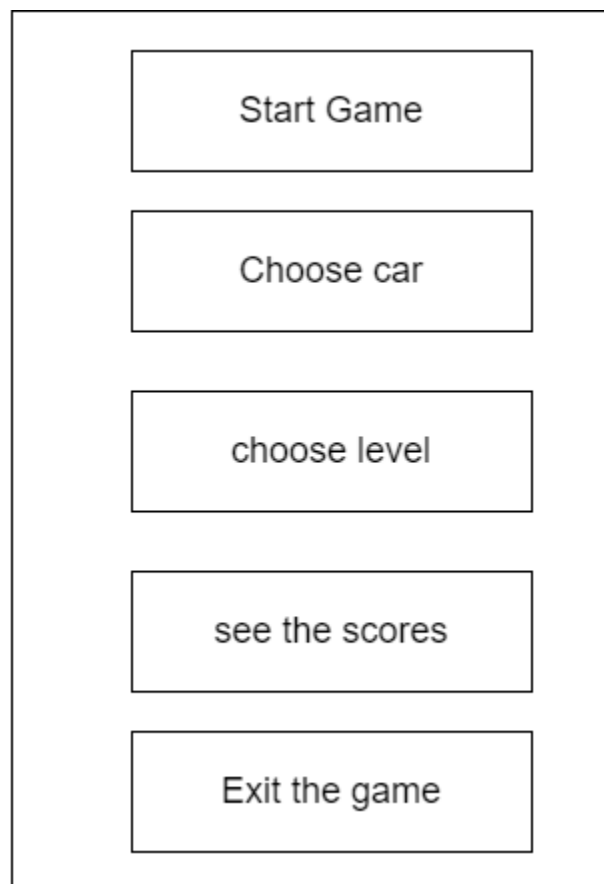 Start Game
Choose car
choose level
see the scores
Exit the game